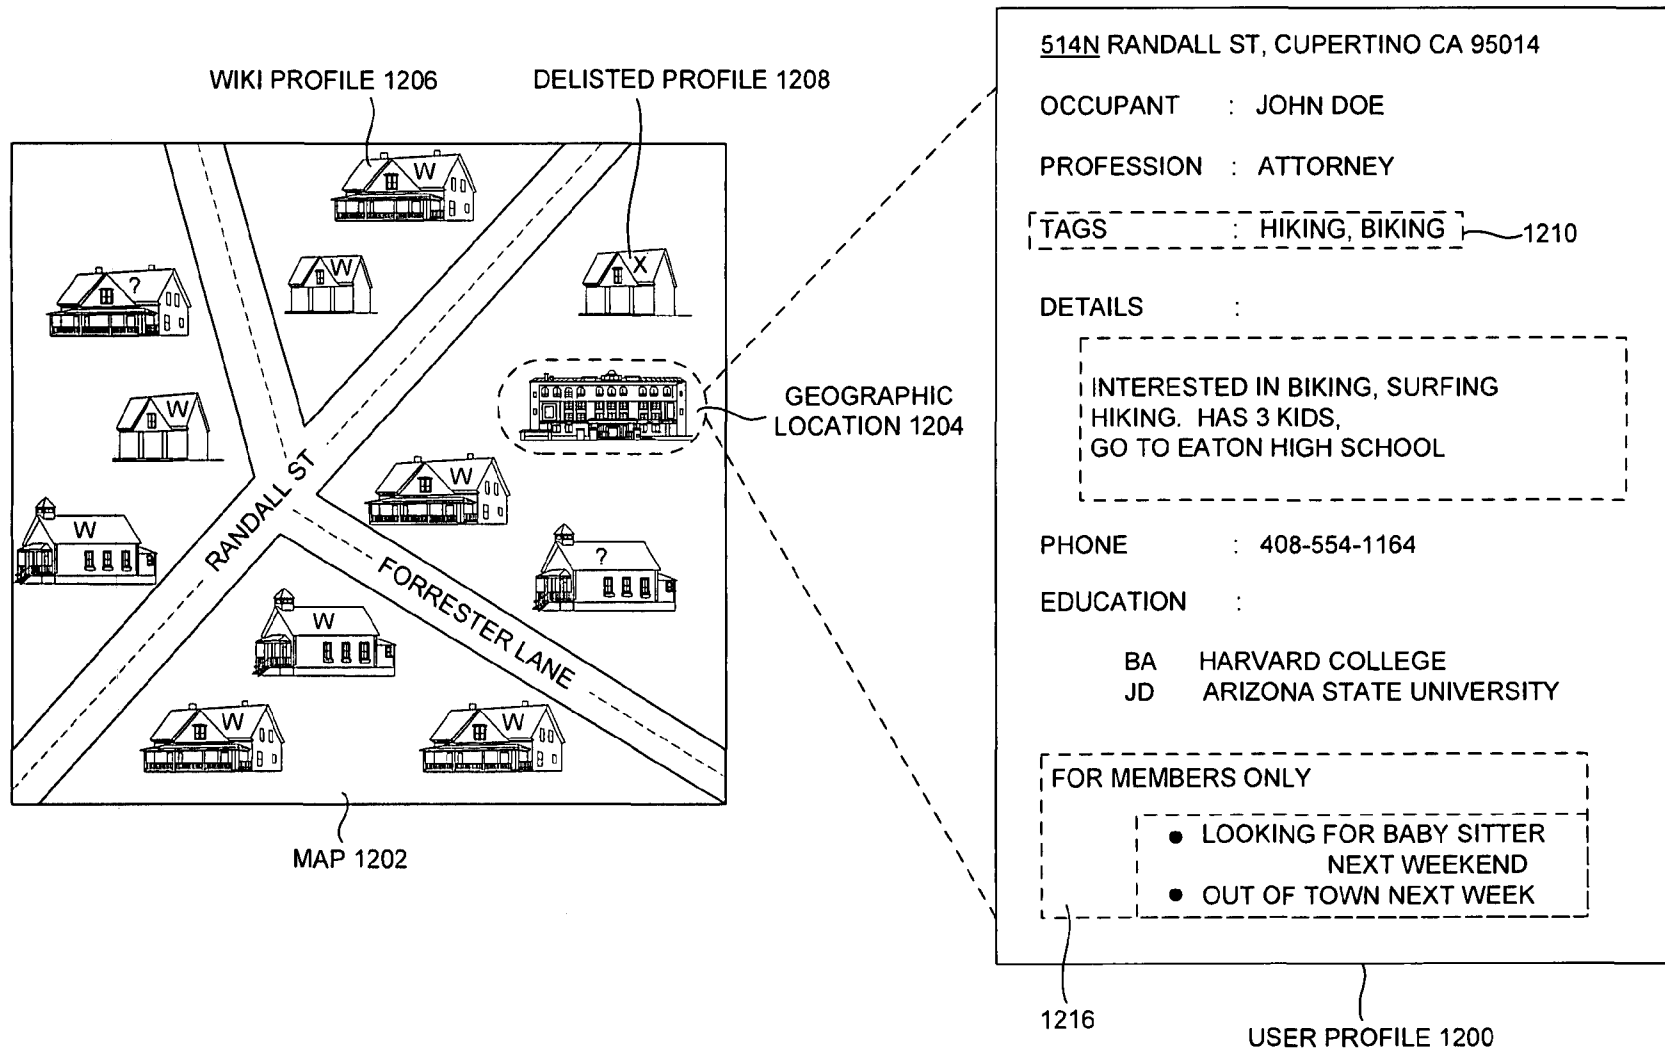 WIKI PROFILE 1206
DELISTED PROFILE 1208
W
W
X
?
W
W
W
?
W
W
W
RANDALL ST
FORRESTER LANE
GEOGRAPHIC
LOCATION 1204
MAP 1202
514N RANDALL ST, CUPERTINO CA 95014
OCCUPANT : JOHN DOE
PROFESSION : ATTORNEY
TAGS : HIKING, BIKING
1210
DETAILS :
INTERESTED IN BIKING, SURFING
HIKING. HAS 3 KIDS,
GO TO EATON HIGH SCHOOL
PHONE : 408-554-1164
EDUCATION :
BA HARVARD COLLEGE
JD ARIZONA STATE UNIVERSITY
FOR MEMBERS ONLY
● LOOKING FOR BABY SITTER
NEXT WEEKEND
● OUT OF TOWN NEXT WEEK
1216
USER PROFILE 1200